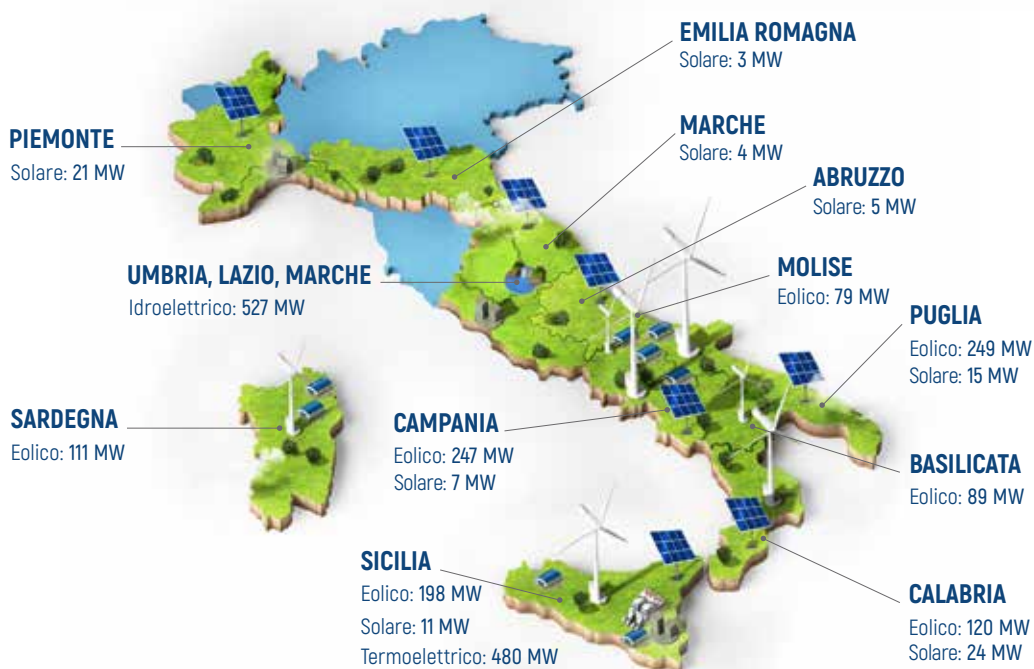 EMILIA ROMAGNA
Solare: 3 MW
PIEMONTE
Solare: 21 MW
MARCHE
Solare: 4 MW
ABRUZZO
Solare: 5 MW
UMBRIA, LAZIO, MARCHE
Idroelettrico: 527 MW
MOLISE
Eolico: 79 MW
PUGLIA
Eolico: 249 MW
Solare: 15 MW
SARDEGNA
Eolico: 111 MW
CAMPANIA
Eolico: 247 MW
Solare: 7 MW
BASILICATA
Eolico: 89 MW
SICILIA
Eolico: 198 MW
Solare: 11 MW
Termoelettrico: 480 MW
CALABRIA
Eolico: 120 MW
Solare: 24 MW